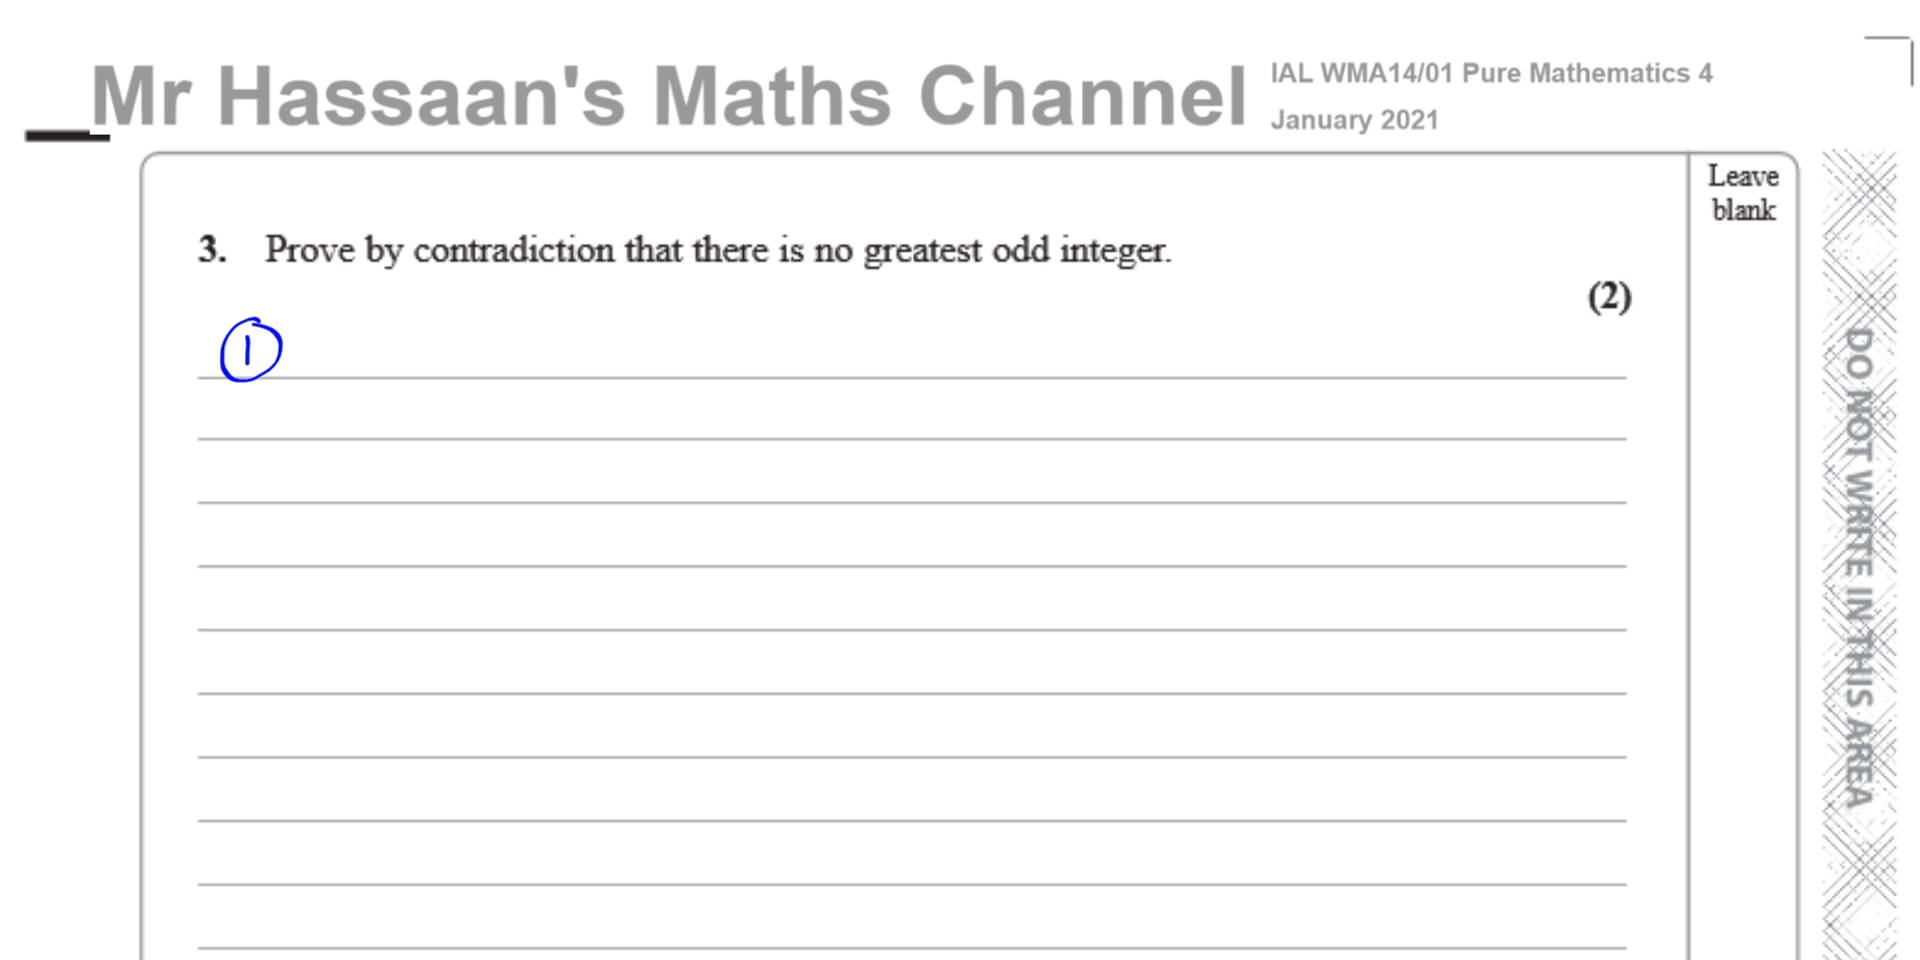 Mr Hassaan's Maths Channel
IAL WMA14/01 Pure Mathematics 4
January 2021
Leave
blank
3. Prove by contradiction that there is no greatest odd integer.
(2)
1
DO NOT WRITE IN THIS AREA